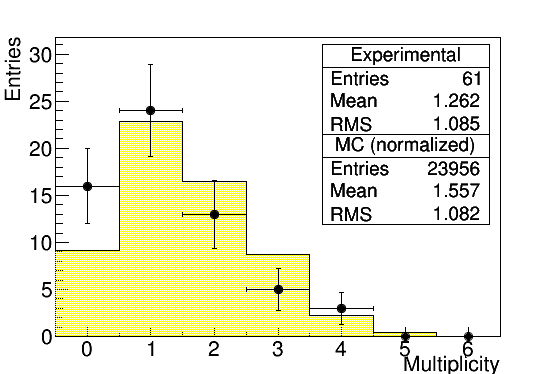 Entries
30
25
20
15
10
5
0
Experimental
Entries 61
Mean 1.262
RMS 1.085
MC (normalized)
Entries 23956
Mean 1.557
RMS 1.082
0 1 2 3 4 5 6
Multiplicity